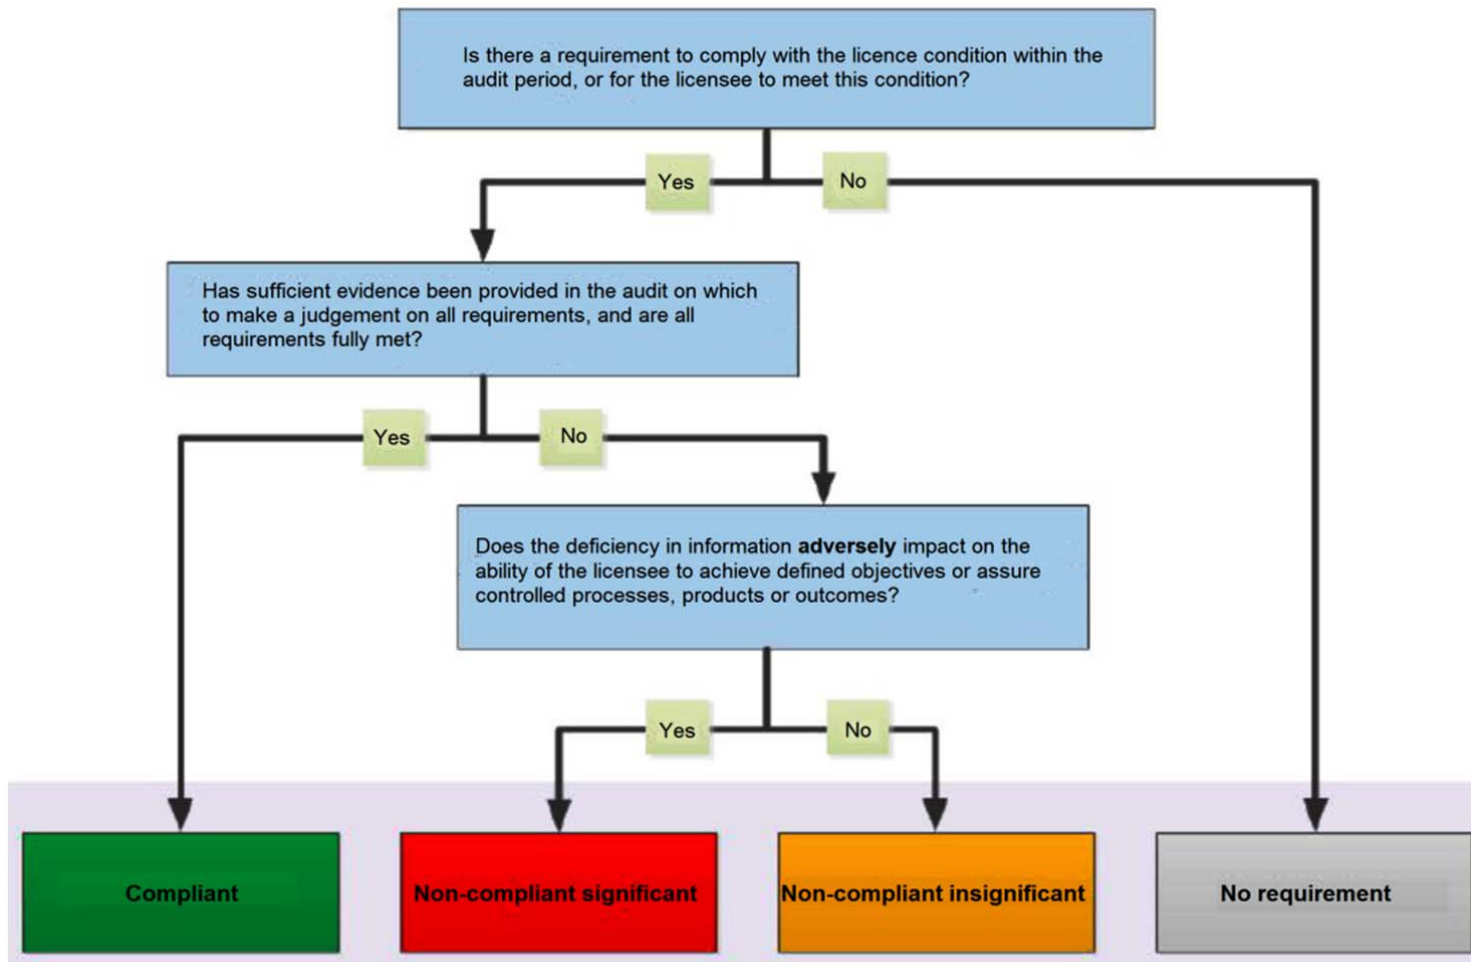 Is there a requirement to comply with the licence condition within the
audit period, or for the licensee to meet this condition?
Yes
No
Has sufficient evidence been provided in the audit on which
to make a judgement on all requirements, and are all
requirements fully met?
Yes
No
Does the deficiency in information adversely impact on the
ability of the licensee to achieve defined objectives or assure
controlled processes, products or outcomes?
Yes
No
Compliant
Non-compliant significant
Non-compliant insignificant
No requirement